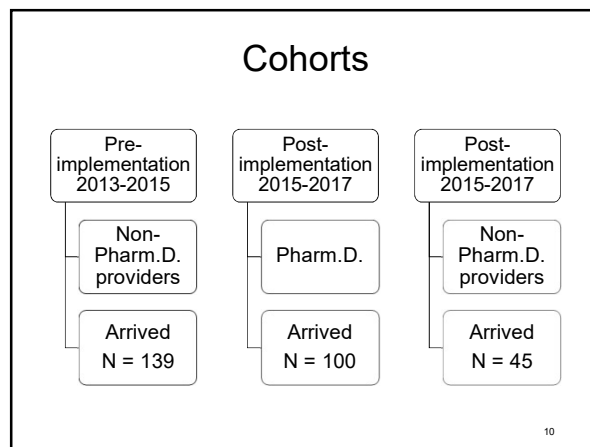 Cohorts
Pre-
implementation
2013-2015
Non-
Pharm.D.
providers
Arrived
N = 139
Post-
implementation
2015-2017
Pharm.D.
Arrived
N = 100
Post-
implementation
2015-2017
Non-
Pharm.D.
providers
Arrived
N = 45
10